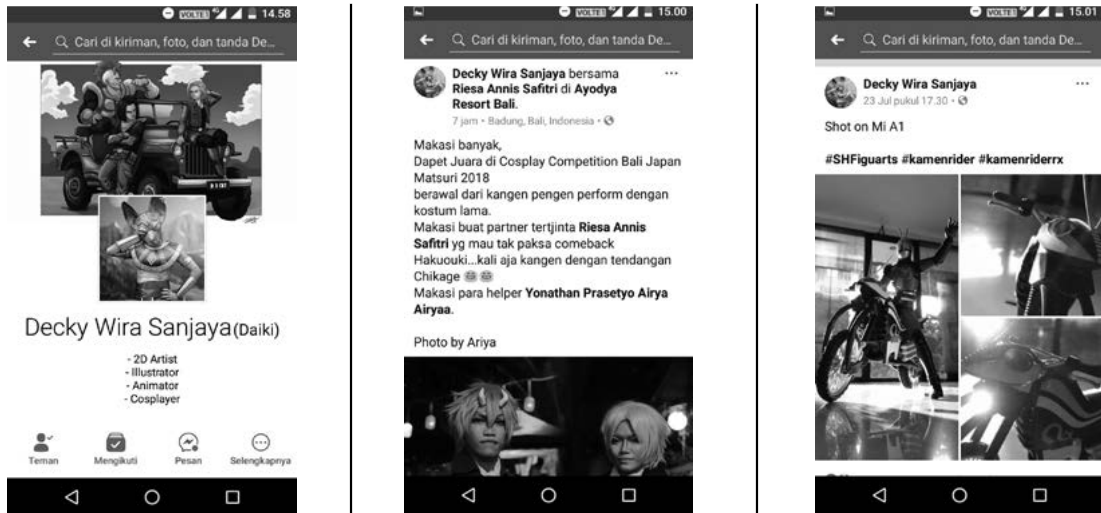 VOLTE1 4G 14.58
Cari di kiriman, foto, dan tanda De...
Decky Wira Sanjaya (Daiki)
- 2D Artist
- Illustrator
- Animator
- Cosplayer
Teman Mengikuti Pesan Selengkapnya
VOLTE1 4G 15.00
Cari di kiriman, foto, dan tanda De...
Decky Wira Sanjaya bersama
Riesa Annis Safitri di Ayodya
Resort Bali.
7 jam • Badung, Bali, Indonesia •
Makasi banyak,
Dapet Juara di Cosplay Competition Bali Japan
Matsuri 2018
berawal dari kangen pengen perform dengan
kostum lama.
Makasi buat partner tertjinta Riesa Annis
Safitri yg mau tak paksa comeback
Hakuouki...kali aja kangen dengan tendangan
Chikage
Makasi para helper Yonathan Prasetyo Airya
Airyaa.
Photo by Ariya
VOLTE1 4G 15.01
Cari di kiriman, foto, dan tanda De...
Decky Wira Sanjaya
23 Jul pukul 17.30 •
Shot on Mi A1
#SHFiguarts #kamenrider #kamenriderrx